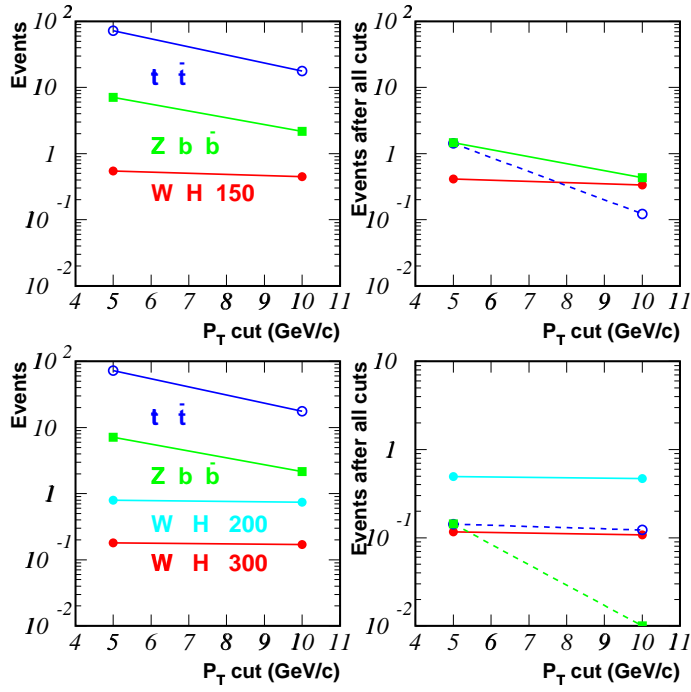 Events
10^2
10
1
10^-1
10^-2
t t̄
Z b b̄
W H 150
4 5 6 7 8 9 10 11
P_T cut (GeV/c)
Events after all cuts
10^2
10
1
10^-1
10^-2
4 5 6 7 8 9 10 11
P_T cut (GeV/c)
Events
10^2
10
1
10^-1
10^-2
t t̄
Z b b̄
W H 200
W H 300
4 5 6 7 8 9 10 11
P_T cut (GeV/c)
Events after all cuts
10
1
10^-1
10^-2
4 5 6 7 8 9 10 11
P_T cut (GeV/c)